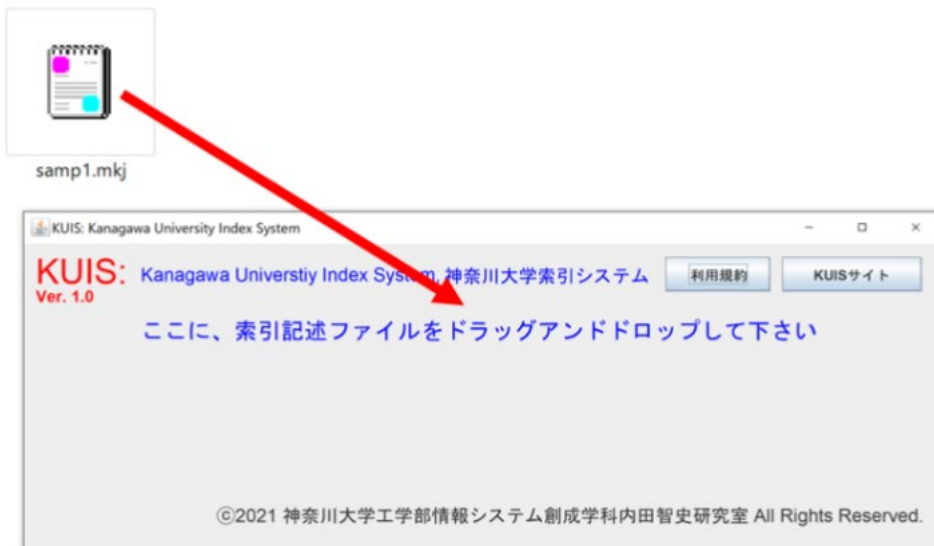 samp1.mkj
KUIS: Kanagawa University Index System
KUIS: Kanagawa Universtiy Index System, 神奈川大学索引システム 利用規約 KUISサイト
Ver. 1.0
ここに、索引記述ファイルをドラッグアンドドロップして下さい
©2021 神奈川大学工学部情報システム創成学科内田智史研究室 All Rights Reserved.